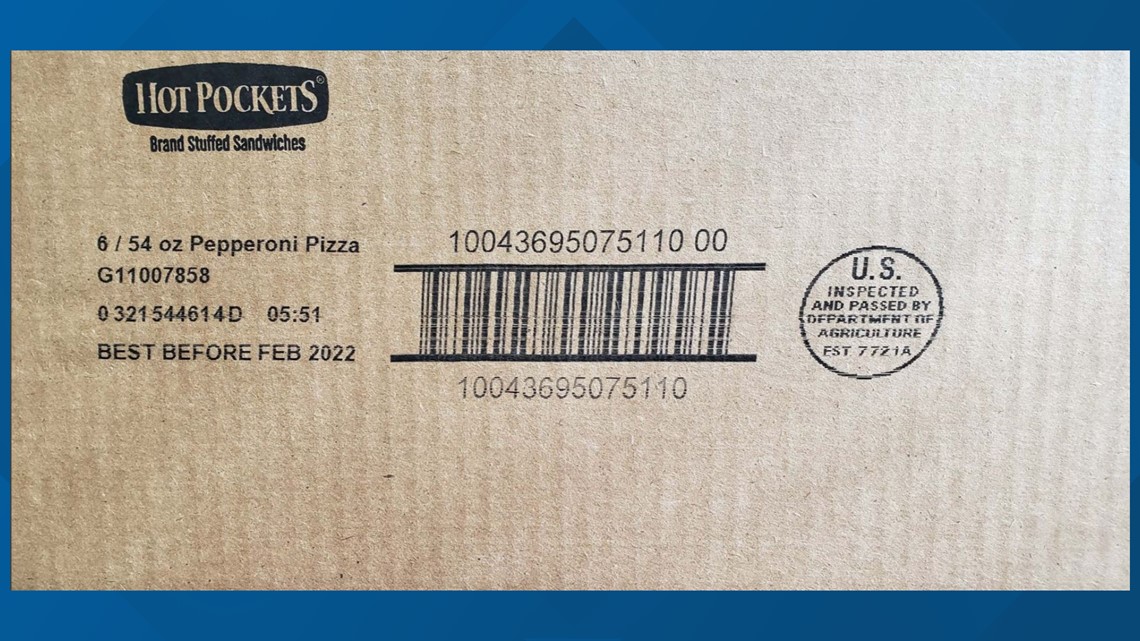 HOT POCKETS®
Brand Stuffed Sandwiches
6 / 54 oz Pepperoni Pizza
G11007858
0 321544614D 05:51
BEST BEFORE FEB 2022
10043695075110 00
10043695075110
U.S.
INSPECTED
AND PASSED BY
DEPARTMENT OF
AGRICULTURE
EST 7721A